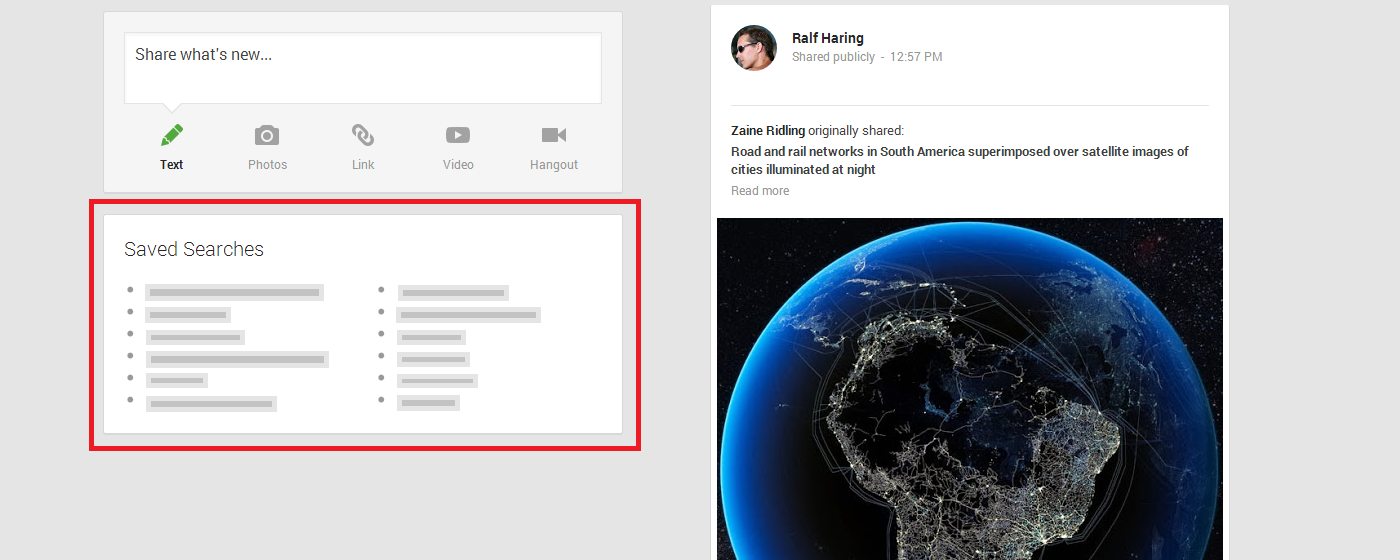 Share what's new...
Text
Photos
Link
Video
Hangout
Saved Searches
Ralf Haring
Shared publicly - 12:57 PM
Zaine Ridling originally shared:
Road and rail networks in South America superimposed over satellite images of
cities illuminated at night
Read more